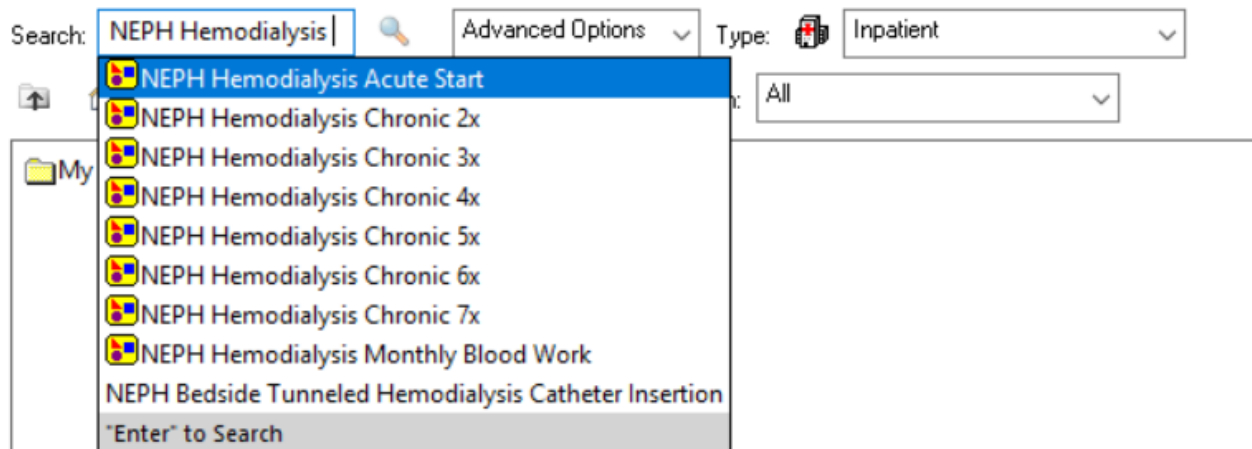 Search: NEPH Hemodialysis Advanced Options Type: Inpatient
NEPH Hemodialysis Acute Start
All
NEPH Hemodialysis Chronic 2x
NEPH Hemodialysis Chronic 3x
My
NEPH Hemodialysis Chronic 4x
NEPH Hemodialysis Chronic 5x
NEPH Hemodialysis Chronic 6x
NEPH Hemodialysis Chronic 7x
NEPH Hemodialysis Monthly Blood Work
NEPH Bedside Tunneled Hemodialysis Catheter Insertion
"Enter" to Search